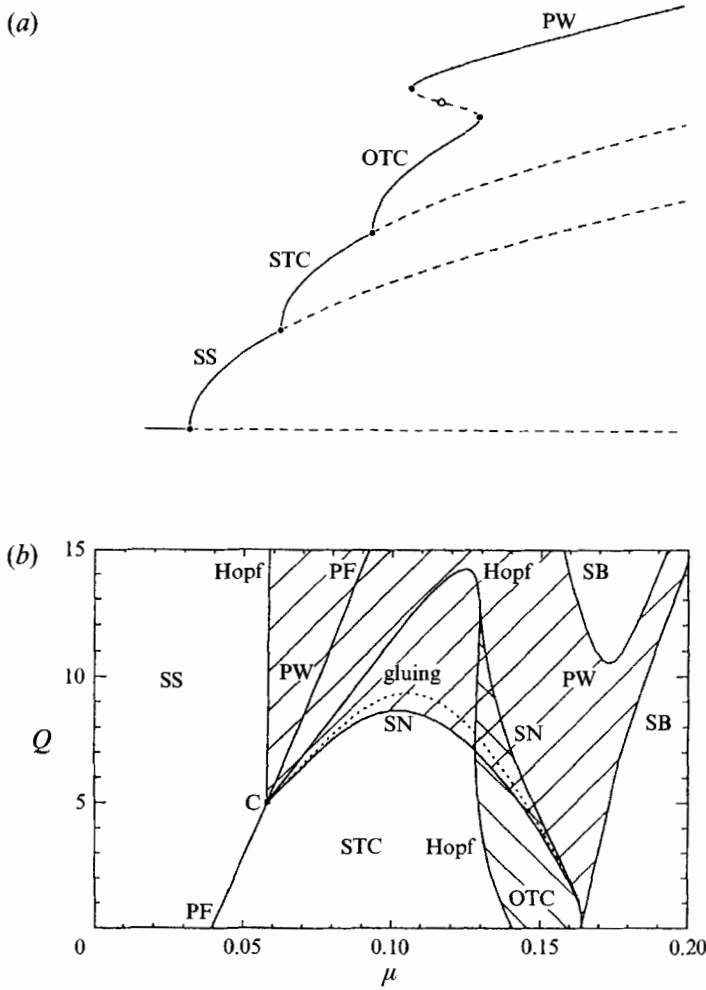 (a)
PW
OTC
STC
SS
(b)
15
Hopf
PF
Hopf
SB
SS
PW
gluing
PW
10
SN
SN
SB
Q
C
5
STC
Hopf
OTC
PF
0
0
0.05
0.10
0.15
0.20
μ